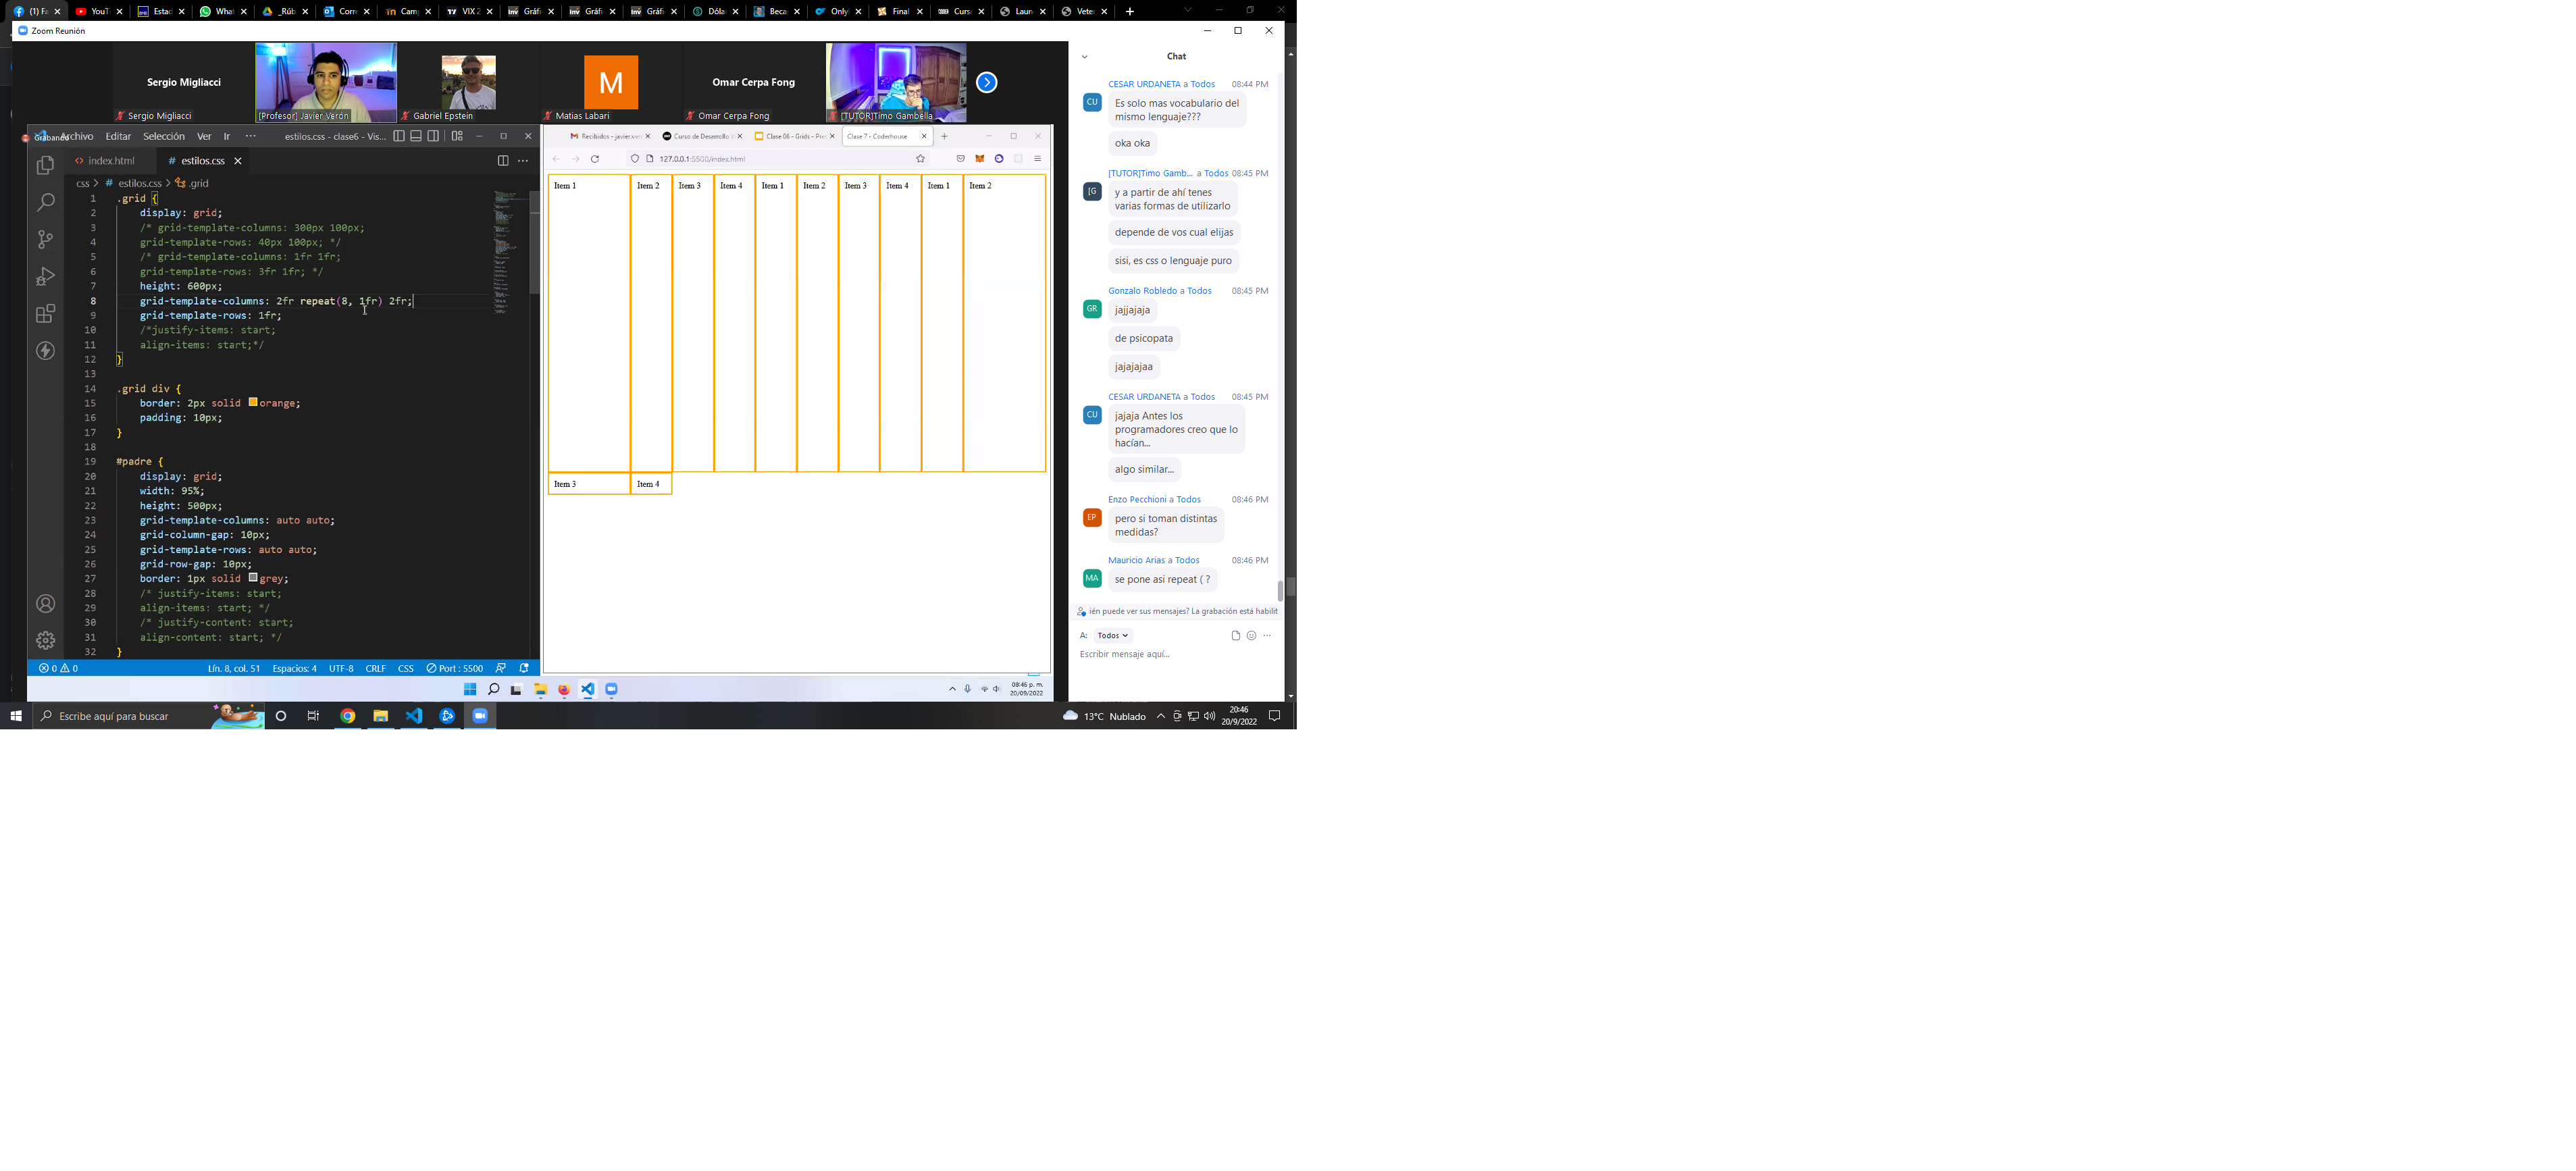 (1) Fa
YouT
Estad
What
_Rúb
Corre
Camp
VIX 2
Gráfi
Gráfi
Gráfi
Dóla
Beca
Only
Final
Curs
Laun
Vete
Zoom Reunión
Sergio Migliacci
Omar Cerpa Fong
M
Sergio Migliacci
[Profesor] Javier Verón
Gabriel Epstein
Matias Labari
Omar Cerpa Fong
[TUTOR]Timo Gambella
Grabando
Archivo Editar Selección Ver Ir ··· estilos.css - clase6 - Vis...
index.html
estilos.css
css > # estilos.css > .grid
1 .grid {
2 display: grid;
3 /* grid-template-columns: 300px 100px;
4 grid-template-rows: 40px 100px; */
5 /* grid-template-columns: 1fr 1fr;
6 grid-template-rows: 3fr 1fr; */
7 height: 600px;
8 grid-template-columns: 2fr repeat(8, 1fr) 2fr;
9 grid-template-rows: 1fr;
10 /*justify-items: start;
11 align-items: start;*/
12 }
13
14 .grid div {
15 border: 2px solid orange;
16 padding: 10px;
17 }
18
19 #padre {
20 display: grid;
21 width: 95%;
22 height: 500px;
23 grid-template-columns: auto auto;
24 grid-column-gap: 10px;
25 grid-template-rows: auto auto;
26 grid-row-gap: 10px;
27 border: 1px solid grey;
28 /* justify-items: start;
29 align-items: start; */
30 /* justify-content: start;
31 align-content: start; */
32 }
0 0 Lín. 8, col. 51 Espacios: 4 UTF-8 CRLF CSS Port : 5500
Recibidos - javier.ver
Curso de Desarrollo
Clase 06 - Grids - Pre
Clase 7 - Coderhouse
127.0.0.1:5500/index.html
Item 1 Item 2 Item 3 Item 4 Item 1 Item 2 Item 3 Item 4 Item 1 Item 2
Item 3 Item 4
08:46 p. m.
20/09/2022
Chat
CESAR URDANETA a Todos 08:44 PM
CU
Es solo mas vocabulario del
mismo lenguaje???
oka oka
[TUTOR]Timo Gamb... a Todos 08:45 PM
[G
y a partir de ahí tenes
varias formas de utilizarlo
depende de vos cual elijas
sisi, es css o lenguaje puro
Gonzalo Robledo a Todos 08:45 PM
GR
jajjajaja
de psicopata
jajajajaa
CESAR URDANETA a Todos 08:45 PM
CU
jajaja Antes los
programadores creo que lo
hacían...
algo similar...
Enzo Pecchioni a Todos 08:46 PM
EP
pero si toman distintas
medidas?
Mauricio Arias a Todos 08:46 PM
MA
se pone asi repeat ( ?
ién puede ver sus mensajes? La grabación está habilit
A: Todos
Escribir mensaje aquí...
Escribe aquí para buscar
13°C Nublado
20:46
20/9/2022